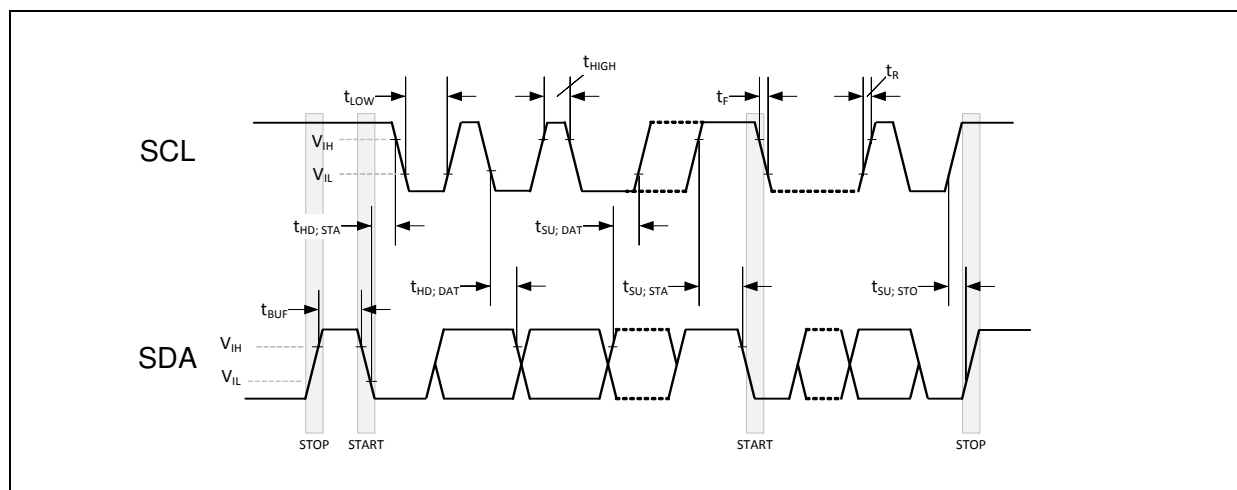 tHIGH
tR
tLOW
tF
SCL
VIH
VIL
tHD; STA
tSU; DAT
tHD; DAT
tSU; STA
tSU; STO
tBUF
SDA
VIH
VIL
STOP
START
START
STOP